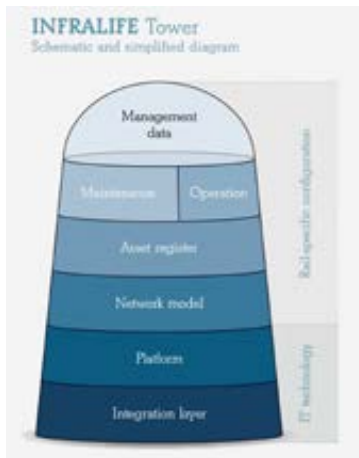 INFRALIFE Tower
Schematic and simplified diagram
Management
data
Maintenance
Operation
Asset register
Network model
Platform
Integration layer
Rail-specific configuration
IT technology